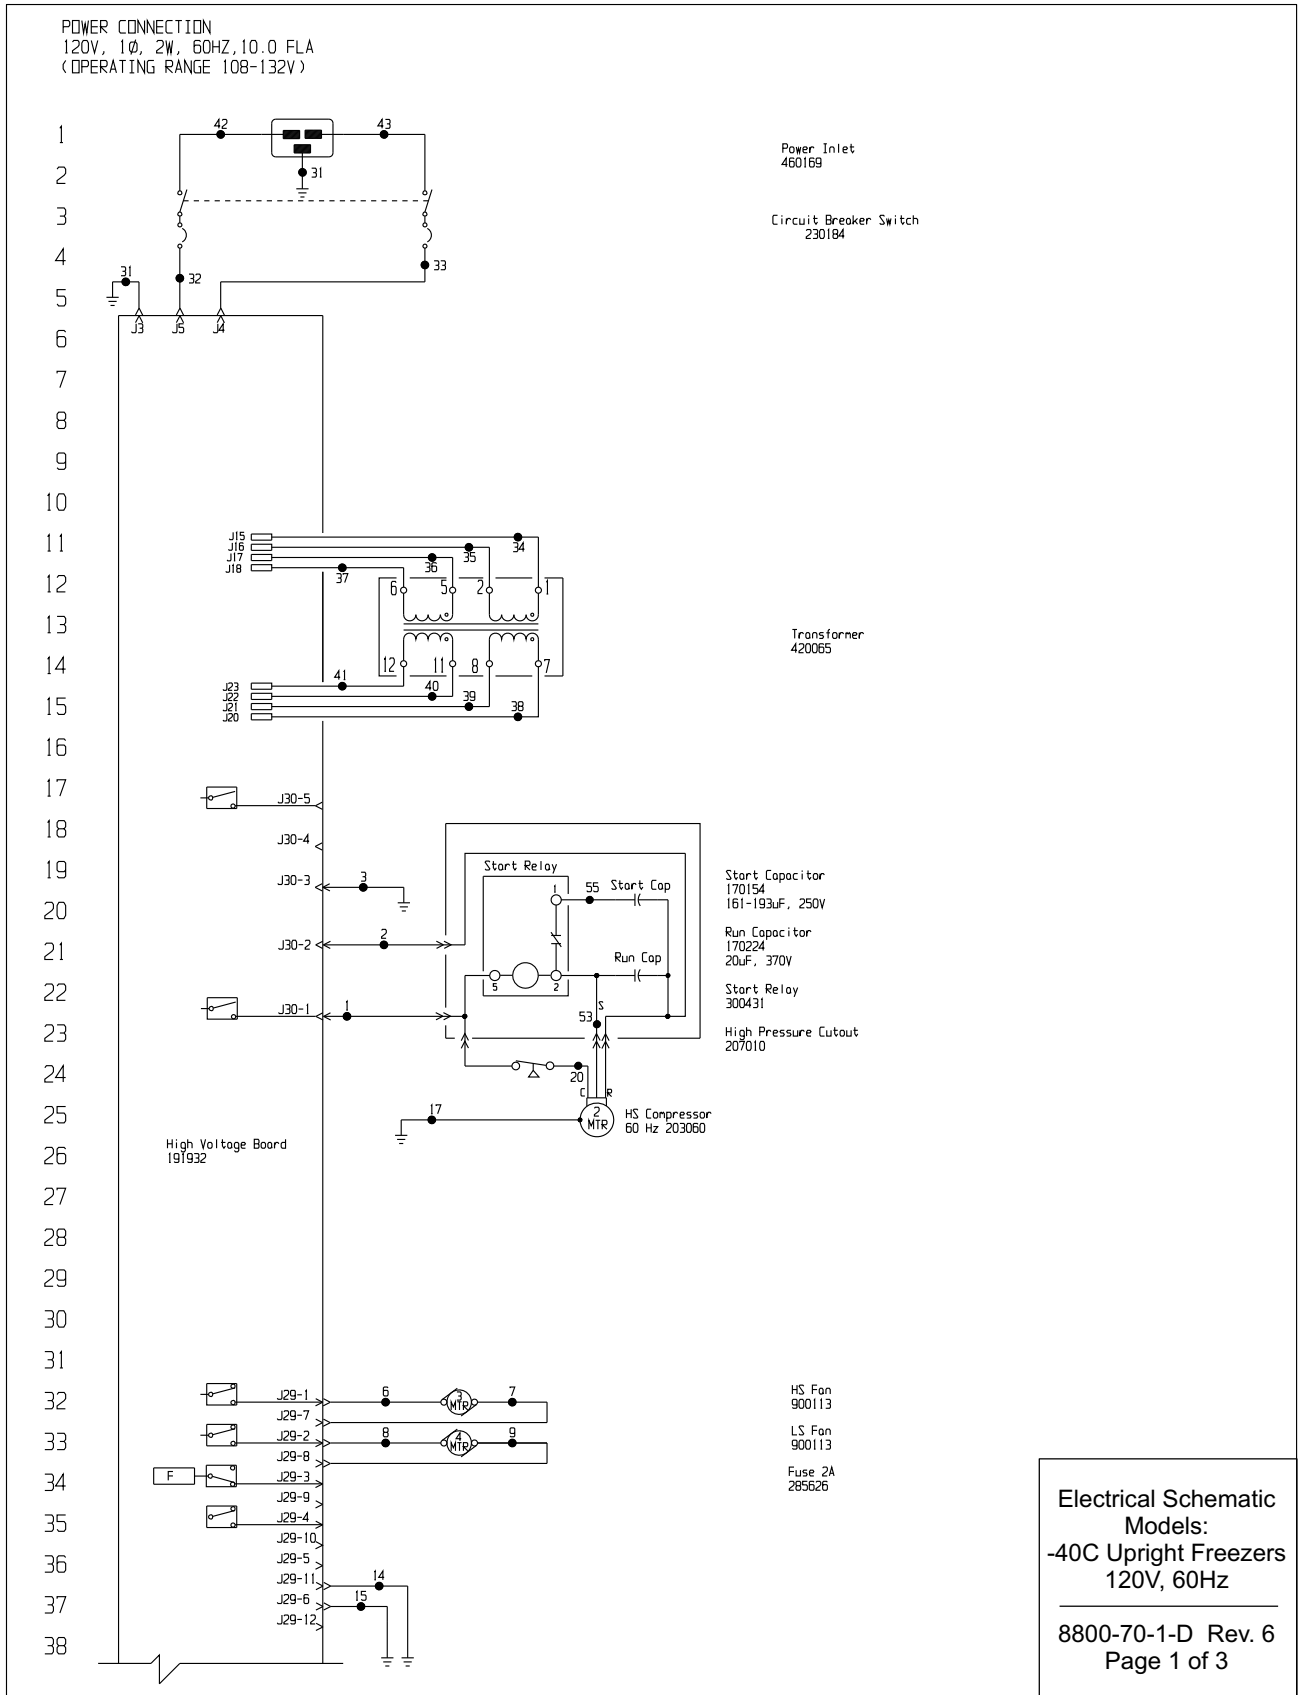 POWER CONNECTION
120V, 1Ø, 2W, 60HZ,10.0 FLA
(OPERATING RANGE 108-132V)
1
42
43
Power Inlet
460169
2
31
3
Circuit Breaker Switch
230184
4
31
32
33
5
J3
J5
J4
6
7
8
9
10
11
J15
J16
J17
J18
34
35
36
37
12
6
5
2
1
13
Transformer
420065
14
12
11
8
7
41
40
39
38
J23
J22
J21
J20
15
16
17
J30-5
18
J30-4
19
J30-3
3
Start Relay
1
55
Start Cap
Start Capacitor
170154
161-193uF, 250V
20
21
J30-2
2
Run Cap
5
2
Run Capacitor
170224
20uF, 370V
22
J30-1
1
S
53
Start Relay
300431
23
High Pressure Cutout
207010
24
20
C
R
25
17
2
MTR
HS Compressor
60 Hz 203060
High Voltage Board
191932
26
27
28
29
30
31
32
J29-1
6
3
MTR
7
HS Fan
900113
J29-7
33
J29-2
8
4
MTR
9
LS Fan
900113
J29-8
34
F
J29-3
Fuse 2A
285626
J29-9
35
J29-4
J29-10
36
J29-5
J29-11
14
37
J29-6
15
J29-12
38
Electrical Schematic
Models:
-40C Upright Freezers
120V, 60Hz
8800-70-1-D Rev. 6
Page 1 of 3